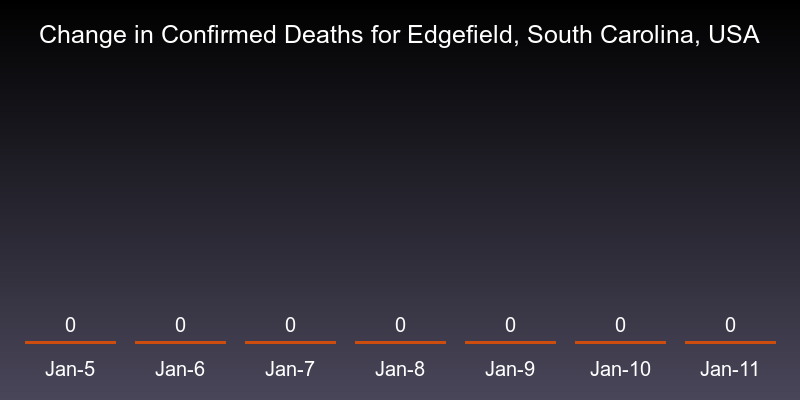 Change in Confirmed Deaths for Edgefield, South Carolina, USA
0 0 0 0 0 0 0
Jan-5 Jan-6 Jan-7 Jan-8 Jan-9 Jan-10 Jan-11